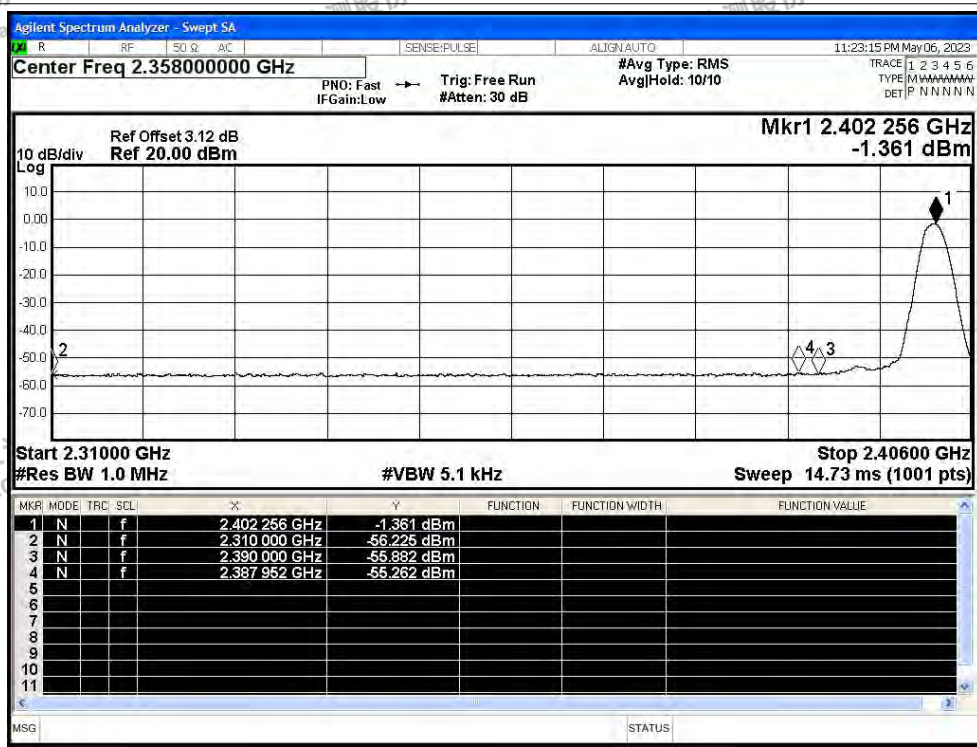 Agilent Spectrum Analyzer - Swept SA
LXI R RF 50 Ω AC SENSE:PULSE ALIGN AUTO 11:23:15 PM May 06, 2023
Center Freq 2.358000000 GHz #Avg Type: RMS TRACE 1 2 3 4 5 6
PNO: Fast Trig: Free Run Avg|Hold: 10/10 TYPE M
IFGain:Low #Atten: 30 dB DET P N N N N N
Mkr1 2.402 256 GHz
Ref Offset 3.12 dB
10 dB/div Ref 20.00 dBm -1.361 dBm
Log
10.0
1
0.00
-10.0
-20.0
-30.0
-40.0
2 4 3
-50.0
-60.0
-70.0
Start 2.31000 GHz Stop 2.40600 GHz
#Res BW 1.0 MHz #VBW 5.1 kHz Sweep 14.73 ms (1001 pts)
MKR MODE TRC SCL X Y FUNCTION FUNCTION WIDTH FUNCTION VALUE
1 N f 2.402 256 GHz -1.361 dBm
2 N f 2.310 000 GHz -56.225 dBm
3 N f 2.390 000 GHz -55.882 dBm
4 N f 2.387 952 GHz -55.262 dBm
5
6
7
8
9
10
11
MSG STATUS